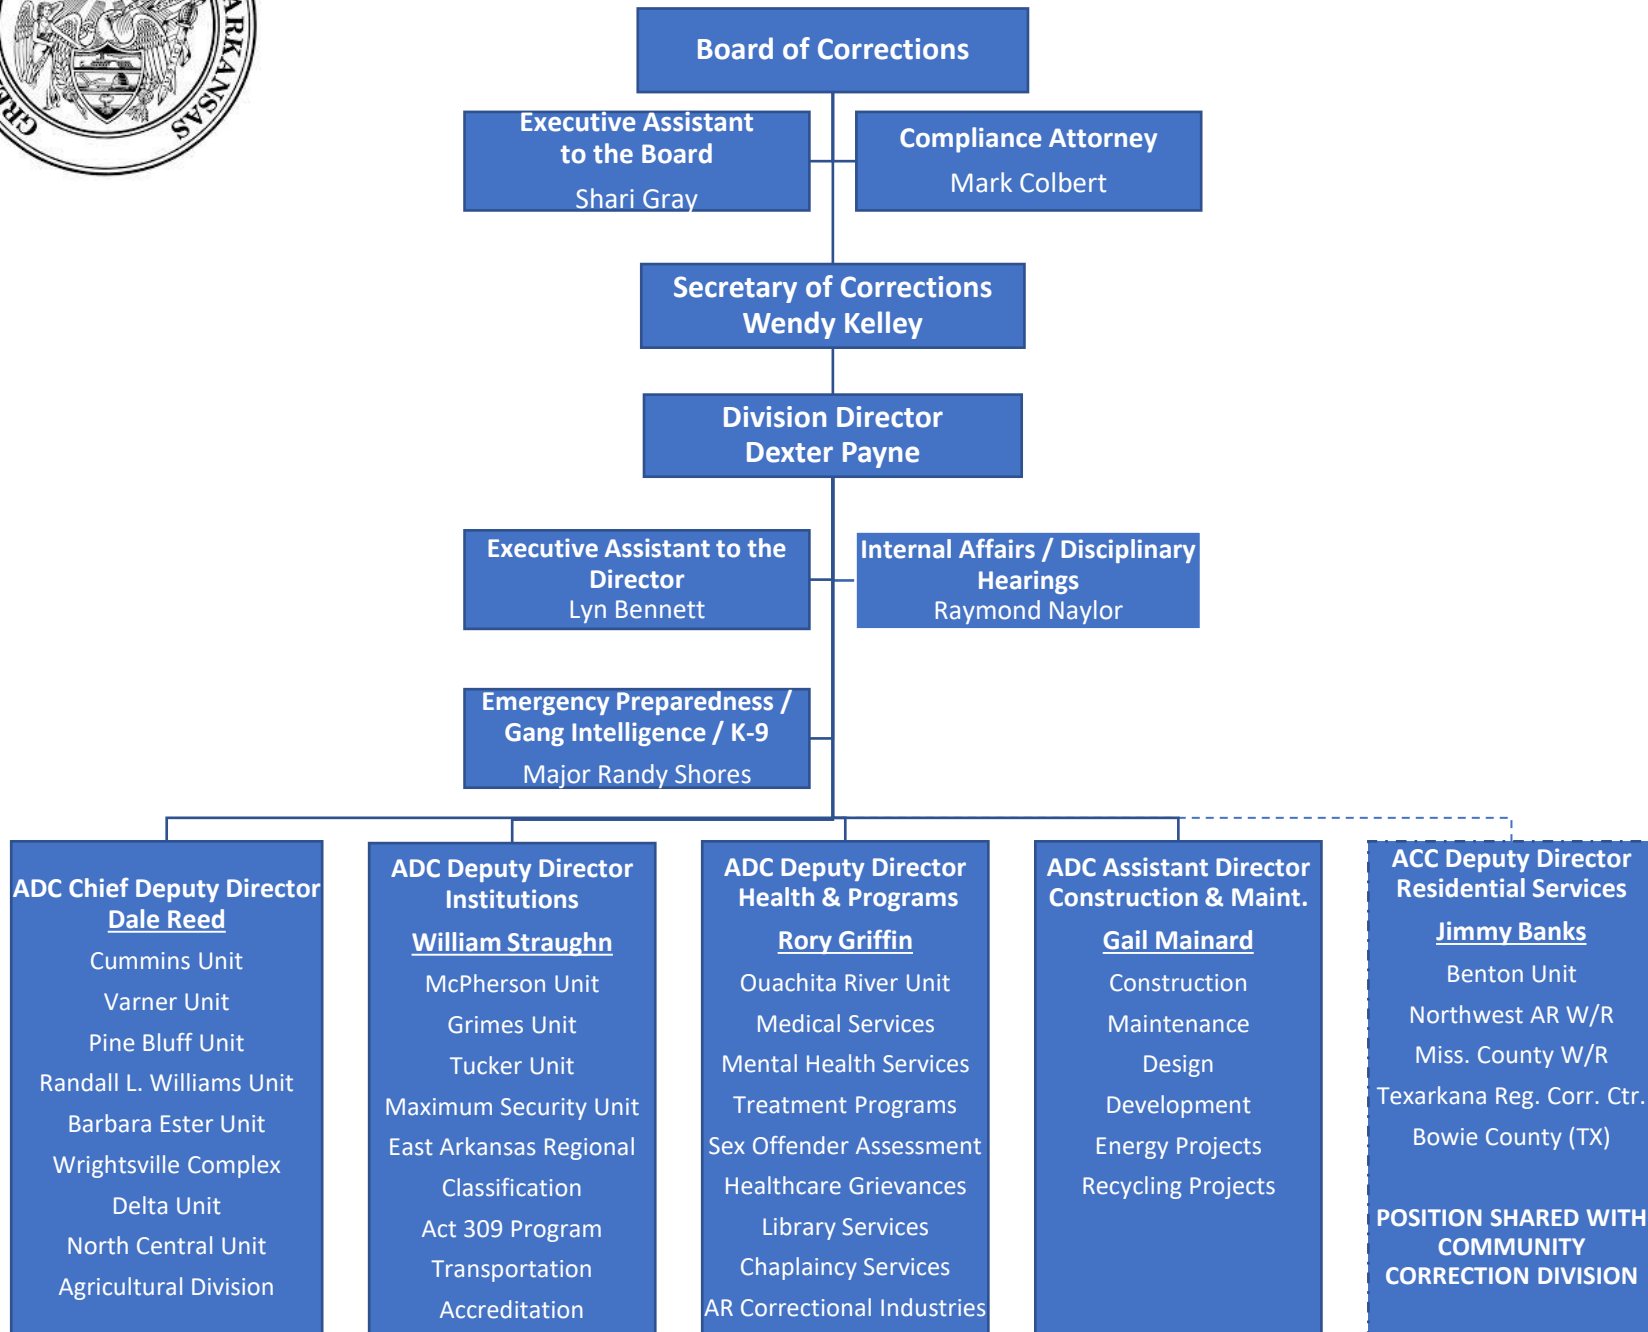 ARKANSAS
GRE
Board of Corrections
Executive Assistant
to the Board
Shari Gray
Compliance Attorney
Mark Colbert
Secretary of Corrections
Wendy Kelley
Division Director
Dexter Payne
Executive Assistant to the
Director
Lyn Bennett
Internal Affairs / Disciplinary
Hearings
Raymond Naylor
Emergency Preparedness /
Gang Intelligence / K-9
Major Randy Shores
ADC Chief Deputy Director
Dale Reed
Cummins Unit
Varner Unit
Pine Bluff Unit
Randall L. Williams Unit
Barbara Ester Unit
Wrightsville Complex
Delta Unit
North Central Unit
Agricultural Division
ADC Deputy Director
Institutions
William Straughn
McPherson Unit
Grimes Unit
Tucker Unit
Maximum Security Unit
East Arkansas Regional
Classification
Act 309 Program
Transportation
Accreditation
ADC Deputy Director
Health & Programs
Rory Griffin
Ouachita River Unit
Medical Services
Mental Health Services
Treatment Programs
Sex Offender Assessment
Healthcare Grievances
Library Services
Chaplaincy Services
AR Correctional Industries
ADC Assistant Director
Construction & Maint.
Gail Mainard
Construction
Maintenance
Design
Development
Energy Projects
Recycling Projects
ACC Deputy Director
Residential Services
Jimmy Banks
Benton Unit
Northwest AR W/R
Miss. County W/R
Texarkana Reg. Corr. Ctr.
Bowie County (TX)
POSITION SHARED WITH
COMMUNITY
CORRECTION DIVISION